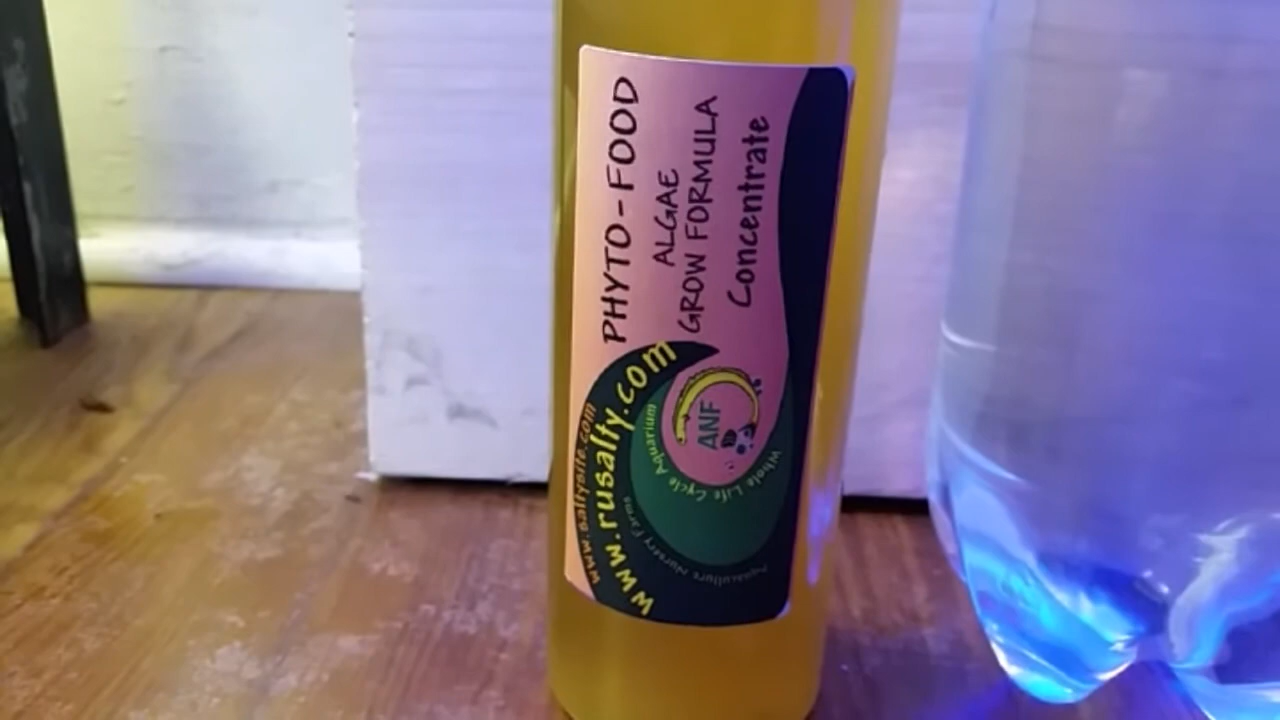 PHYTO-FOOD
ALGAE
GROW FORMULA
Concentrate
www.saltysite.com
www.rusalty.com
ANF
Whole Life Cycle Aquarium
Aquaculture Nursery Farms